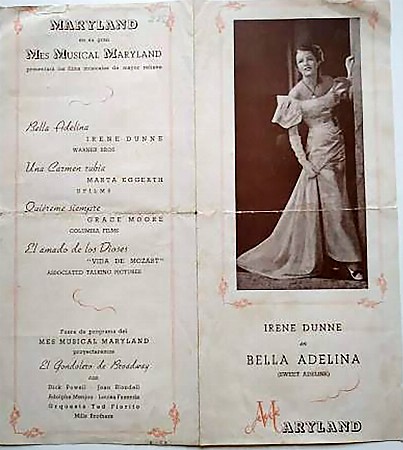 MARYLAND
en su gran
MES MUSICAL MARYLAND
presentará los films musicales de mayor relieve
Bella Adelina
IRENE DUNNE
WARNER BROS
Una Carmen rubia
MARTA EGGERTH
UFILMS
Quiéreme siempre
GRACE MOORE
COLUMBIA FILMS
El amado de los Dioses
"VIDA DE MOZART"
ASSOCIATED TALKING PICTURES
Fuera de programa del
MES MUSICAL MARYLAND
proyectaremos
El Gondolero de Broadway
con
Dick Powell - Joan Blondell
Adolphe Menjou - Louise Fazenda
Orquesta Ted Fiorito
Mills Brothers
IRENE DUNNE
en
BELLA ADELINA
(SWEET ADELINE)
MARYLAND